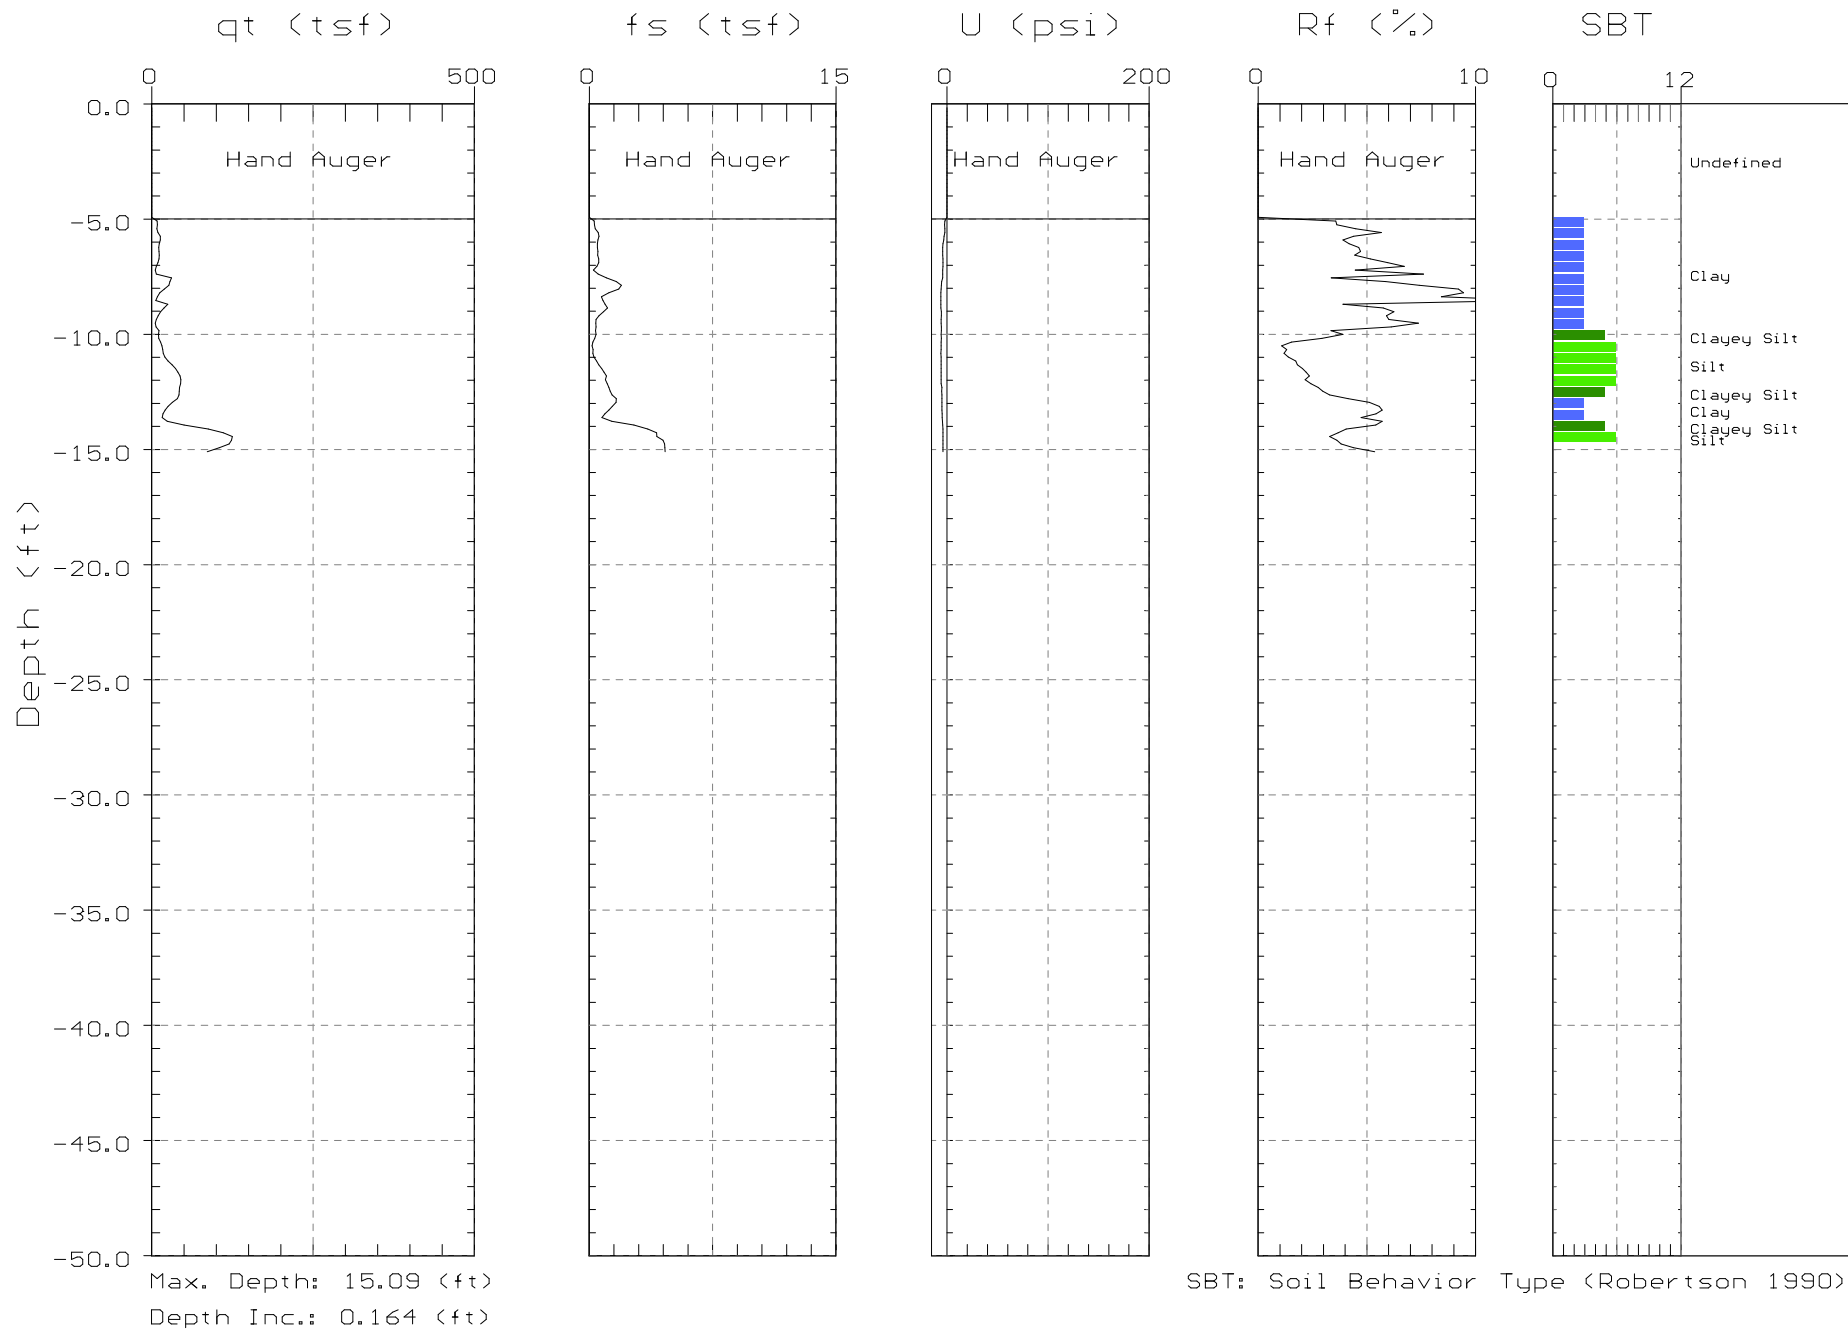 qt (tsf) fs (tsf) U (psi) Rf (%) SBT
0 500 0 15 0 200 0 10 0 12
0.0
Hand Auger Hand Auger Hand Auger Hand Auger Undefined
-5.0
Clay
-10.0 Clayey Silt
Silt
Clayey Silt
Clay
Clayey Silt
Silt
-15.0
-20.0
-25.0
-30.0
-35.0
-40.0
-45.0
-50.0
Depth (ft)
Max. Depth: 15.09 (ft) SBT: Soil Behavior Type (Robertson 1990)
Depth Inc.: 0.164 (ft)